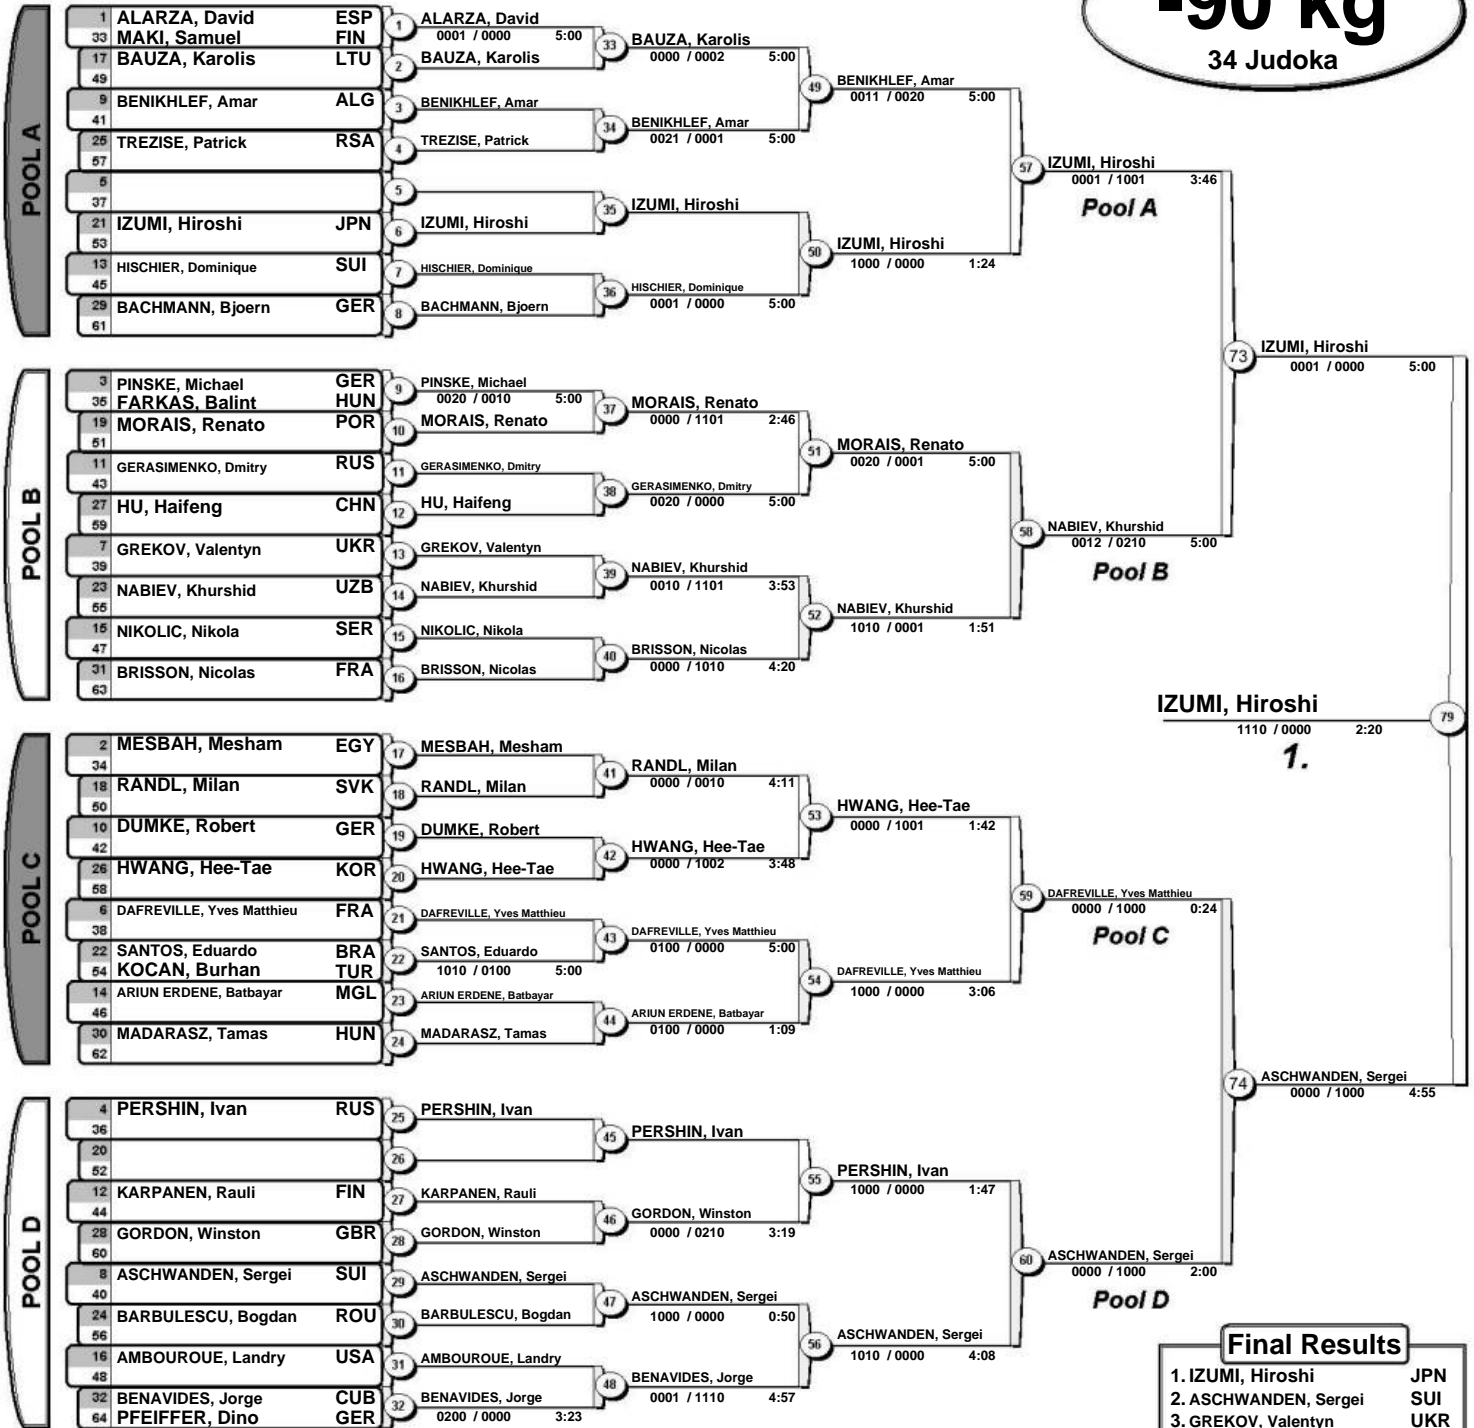 -90 kg
34 Judoka
POOL A
1 ALARZA, David ESP
33 MAKI, Samuel FIN
17 BAUZA, Karolis LTU
49
9 BENIKHLEF, Amar ALG
41
25 TREZISE, Patrick RSA
57
5
37
21 IZUMI, Hiroshi JPN
53
13 HISCHIER, Dominique SUI
45
29 BACHMANN, Bjoern GER
61
1 ALARZA, David
0001 / 0000 5:00
2 BAUZA, Karolis
3 BENIKHLEF, Amar
4 TREZISE, Patrick
5
6 IZUMI, Hiroshi
7 HISCHIER, Dominique
8 BACHMANN, Bjoern
33 BAUZA, Karolis
0000 / 0002 5:00
34 BENIKHLEF, Amar
0021 / 0001 5:00
35 IZUMI, Hiroshi
36 HISCHIER, Dominique
0001 / 0000 5:00
49 BENIKHLEF, Amar
0011 / 0020 5:00
50 IZUMI, Hiroshi
1000 / 0000 1:24
57 IZUMI, Hiroshi
0001 / 1001 3:46
Pool A
POOL B
3 PINSKE, Michael GER
35 FARKAS, Balint HUN
19 MORAIS, Renato POR
51
11 GERASIMENKO, Dmitry RUS
43
27 HU, Haifeng CHN
59
7 GREKOV, Valentyn UKR
39
23 NABIEV, Khurshid UZB
55
15 NIKOLIC, Nikola SER
47
31 BRISSON, Nicolas FRA
63
9 PINSKE, Michael
0020 / 0010 5:00
10 MORAIS, Renato
11 GERASIMENKO, Dmitry
12 HU, Haifeng
13 GREKOV, Valentyn
14 NABIEV, Khurshid
15 NIKOLIC, Nikola
16 BRISSON, Nicolas
37 MORAIS, Renato
0000 / 1101 2:46
38 GERASIMENKO, Dmitry
0020 / 0000 5:00
39 NABIEV, Khurshid
0010 / 1101 3:53
40 BRISSON, Nicolas
0000 / 1010 4:20
51 MORAIS, Renato
0020 / 0001 5:00
52 NABIEV, Khurshid
1010 / 0001 1:51
58 NABIEV, Khurshid
0012 / 0210 5:00
Pool B
73 IZUMI, Hiroshi
0001 / 0000 5:00
IZUMI, Hiroshi 79
1110 / 0000 2:20
1.
POOL C
2 MESBAH, Mesham EGY
34
18 RANDL, Milan SVK
50
10 DUMKE, Robert GER
42
26 HWANG, Hee-Tae KOR
58
6 DAFREVILLE, Yves Matthieu FRA
38
22 SANTOS, Eduardo BRA
54 KOCAN, Burhan TUR
14 ARIUN ERDENE, Batbayar MGL
46
30 MADARASZ, Tamas HUN
62
17 MESBAH, Mesham
18 RANDL, Milan
19 DUMKE, Robert
20 HWANG, Hee-Tae
21 DAFREVILLE, Yves Matthieu
22 SANTOS, Eduardo
1010 / 0100 5:00
23 ARIUN ERDENE, Batbayar
24 MADARASZ, Tamas
41 RANDL, Milan
0000 / 0010 4:11
42 HWANG, Hee-Tae
0000 / 1002 3:48
43 DAFREVILLE, Yves Matthieu
0100 / 0000 5:00
44 ARIUN ERDENE, Batbayar
0100 / 0000 1:09
53 HWANG, Hee-Tae
0000 / 1001 1:42
54 DAFREVILLE, Yves Matthieu
1000 / 0000 3:06
59 DAFREVILLE, Yves Matthieu
0000 / 1000 0:24
Pool C
POOL D
4 PERSHIN, Ivan RUS
36
20
52
12 KARPANEN, Rauli FIN
44
28 GORDON, Winston GBR
60
8 ASCHWANDEN, Sergei SUI
40
24 BARBULESCU, Bogdan ROU
56
16 AMBOUROUE, Landry USA
48
32 BENAVIDES, Jorge CUB
64 PFEIFFER, Dino GER
25 PERSHIN, Ivan
26
27 KARPANEN, Rauli
28 GORDON, Winston
29 ASCHWANDEN, Sergei
30 BARBULESCU, Bogdan
31 AMBOUROUE, Landry
32 BENAVIDES, Jorge
0200 / 0000 3:23
45 PERSHIN, Ivan
46 GORDON, Winston
0000 / 0210 3:19
47 ASCHWANDEN, Sergei
1000 / 0000 0:50
48 BENAVIDES, Jorge
0001 / 1110 4:57
55 PERSHIN, Ivan
1000 / 0000 1:47
56 ASCHWANDEN, Sergei
1010 / 0000 4:08
60 ASCHWANDEN, Sergei
0000 / 1000 2:00
Pool D
74 ASCHWANDEN, Sergei
0000 / 1000 4:55
Final Results
1. IZUMI, Hiroshi JPN
2. ASCHWANDEN, Sergei SUI
3. GREKOV, Valentyn UKR